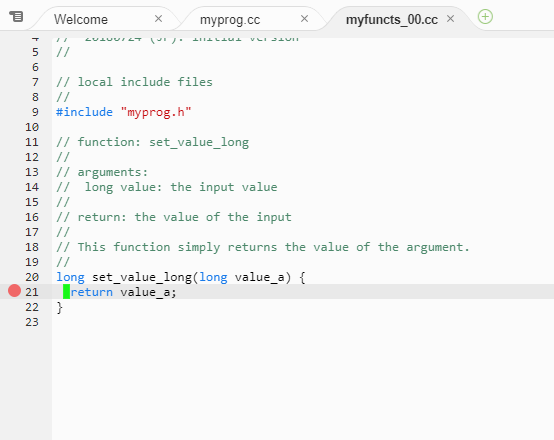 Welcome × myprog.cc × myfuncts_00.cc ×
4 // 20180724 (JP): initial version
5 //
6
7 // local include files
8 //
9 #include "myprog.h"
10
11 // function: set_value_long
12 //
13 // arguments:
14 //  long value: the input value
15 //
16 // return: the value of the input
17 //
18 // This function simply returns the value of the argument.
19 //
20 long set_value_long(long value_a) {
21   return value_a;
22 }
23